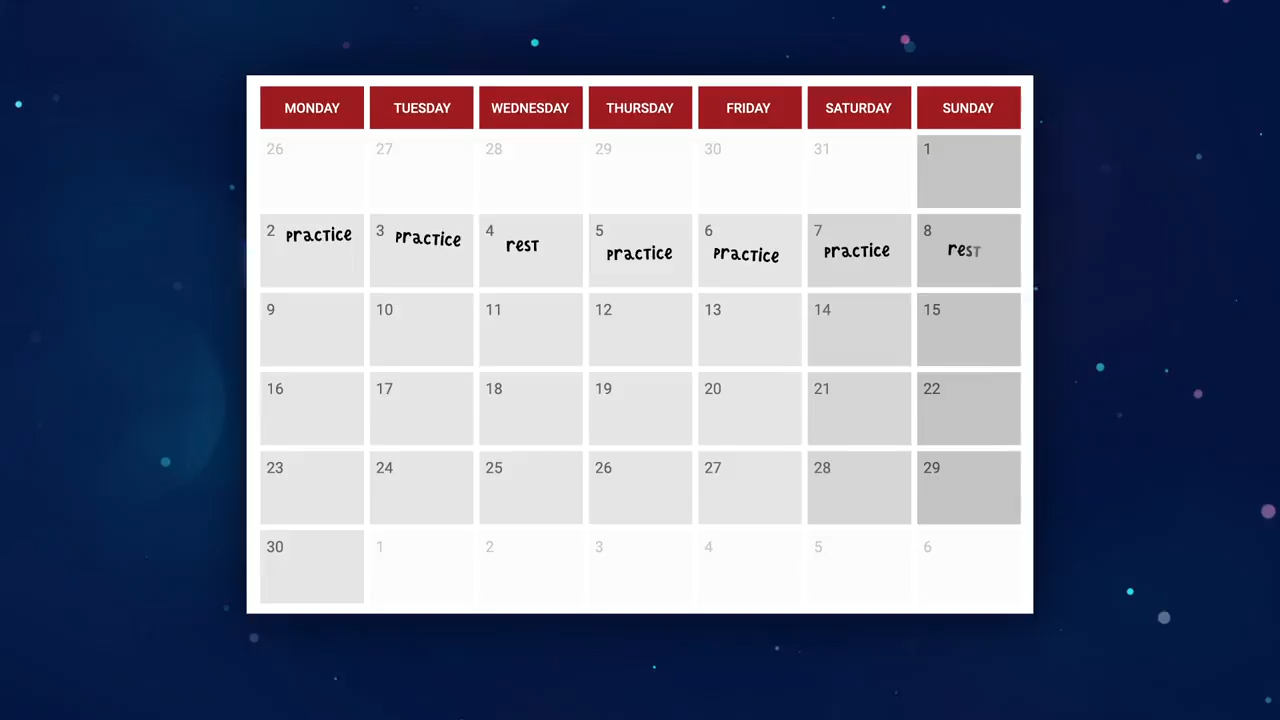 MONDAY TUESDAY WEDNESDAY THURSDAY FRIDAY SATURDAY SUNDAY
26 27 28 29 30 31 1
2 Practice 3 Practice 4 rest 5 Practice 6 Practice 7 Practice 8 rest
9 10 11 12 13 14 15
16 17 18 19 20 21 22
23 24 25 26 27 28 29
30 1 2 3 4 5 6